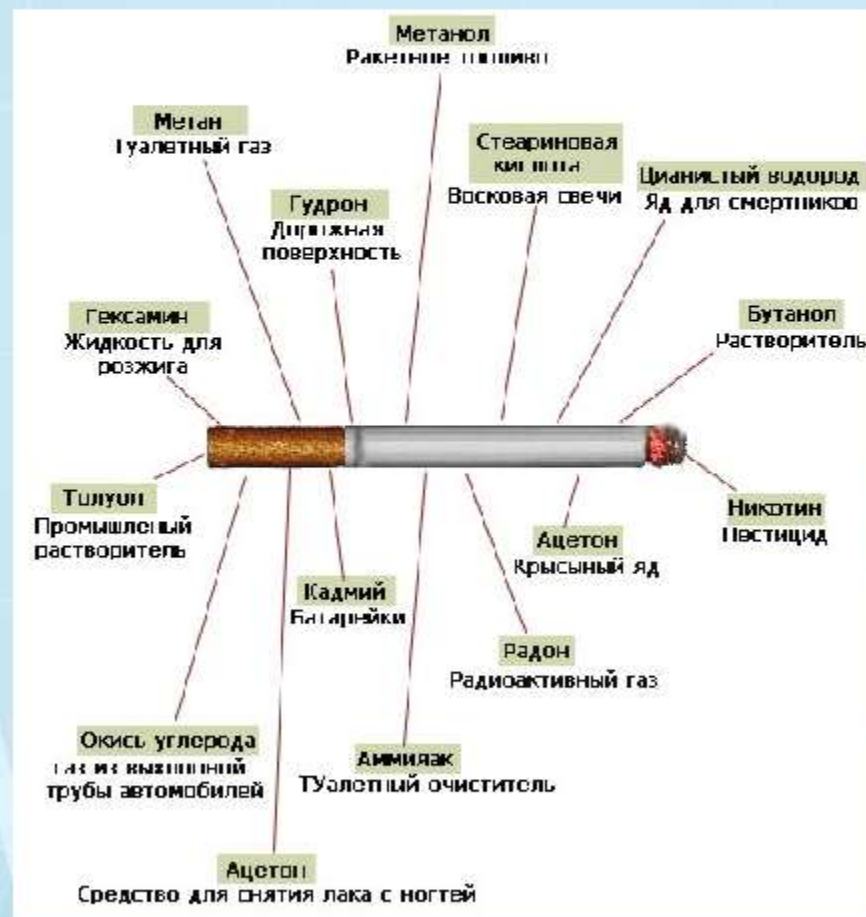 Метанол
Ракетное топливо
Метан
Туалетный газ
Стеариновая
кислота
Восковая свечи
Цианистый водород
Яд для смертников
Гудрон
Дорожная
поверхность
Гексамин
Жидкость для
розжига
Бутанол
Растворитель
Толуол
Промышленый
растворитель
Никотин
Пестицид
Ацетон
Крысыный яд
Кадмий
Батарейки
Радон
Радиоактивный газ
Окись углерода
газ из выхлопной
трубы автомобилей
Аммияак
ТУалетный очиститель
Ацетон
Средство для снятия лака с ногтей